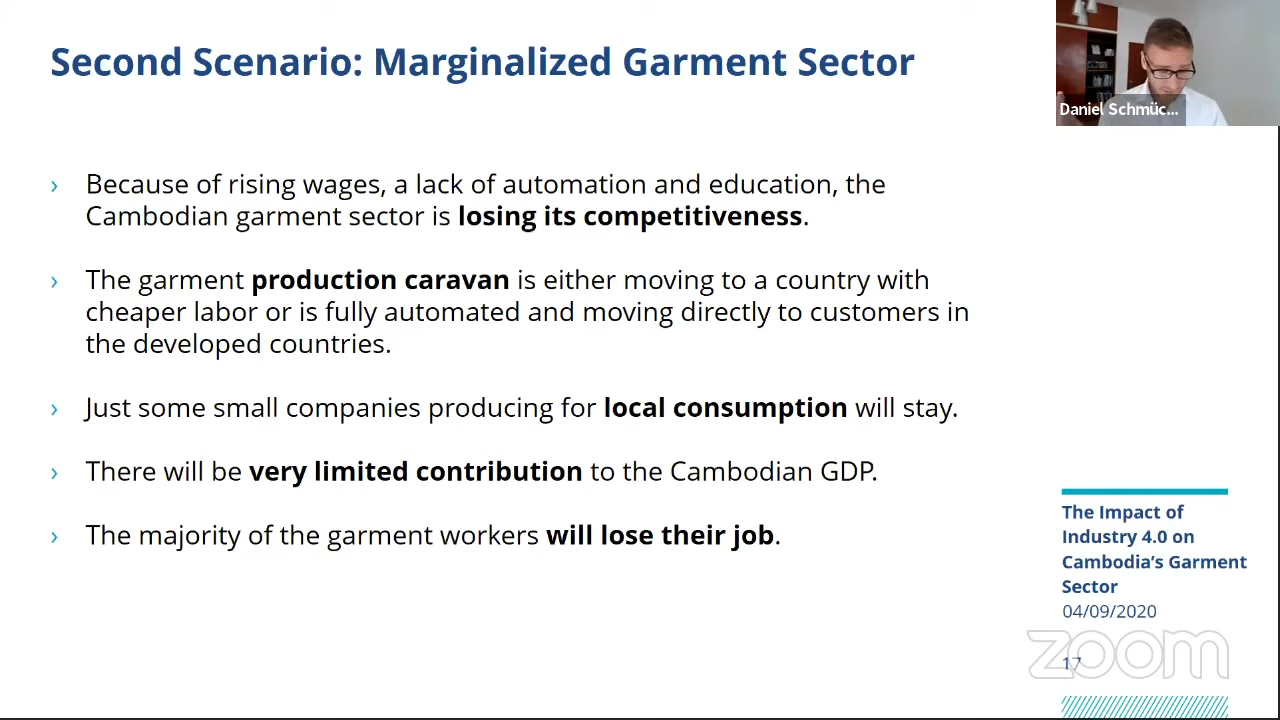 Second Scenario: Marginalized Garment Sector
Daniel Schmüc...
› Because of rising wages, a lack of automation and education, the
Cambodian garment sector is losing its competitiveness.
› The garment production caravan is either moving to a country with
cheaper labor or is fully automated and moving directly to customers in
the developed countries.
› Just some small companies producing for local consumption will stay.
› There will be very limited contribution to the Cambodian GDP.
› The majority of the garment workers will lose their job.
The Impact of
Industry 4.0 on
Cambodia’s Garment
Sector
04/09/2020
zoom
17